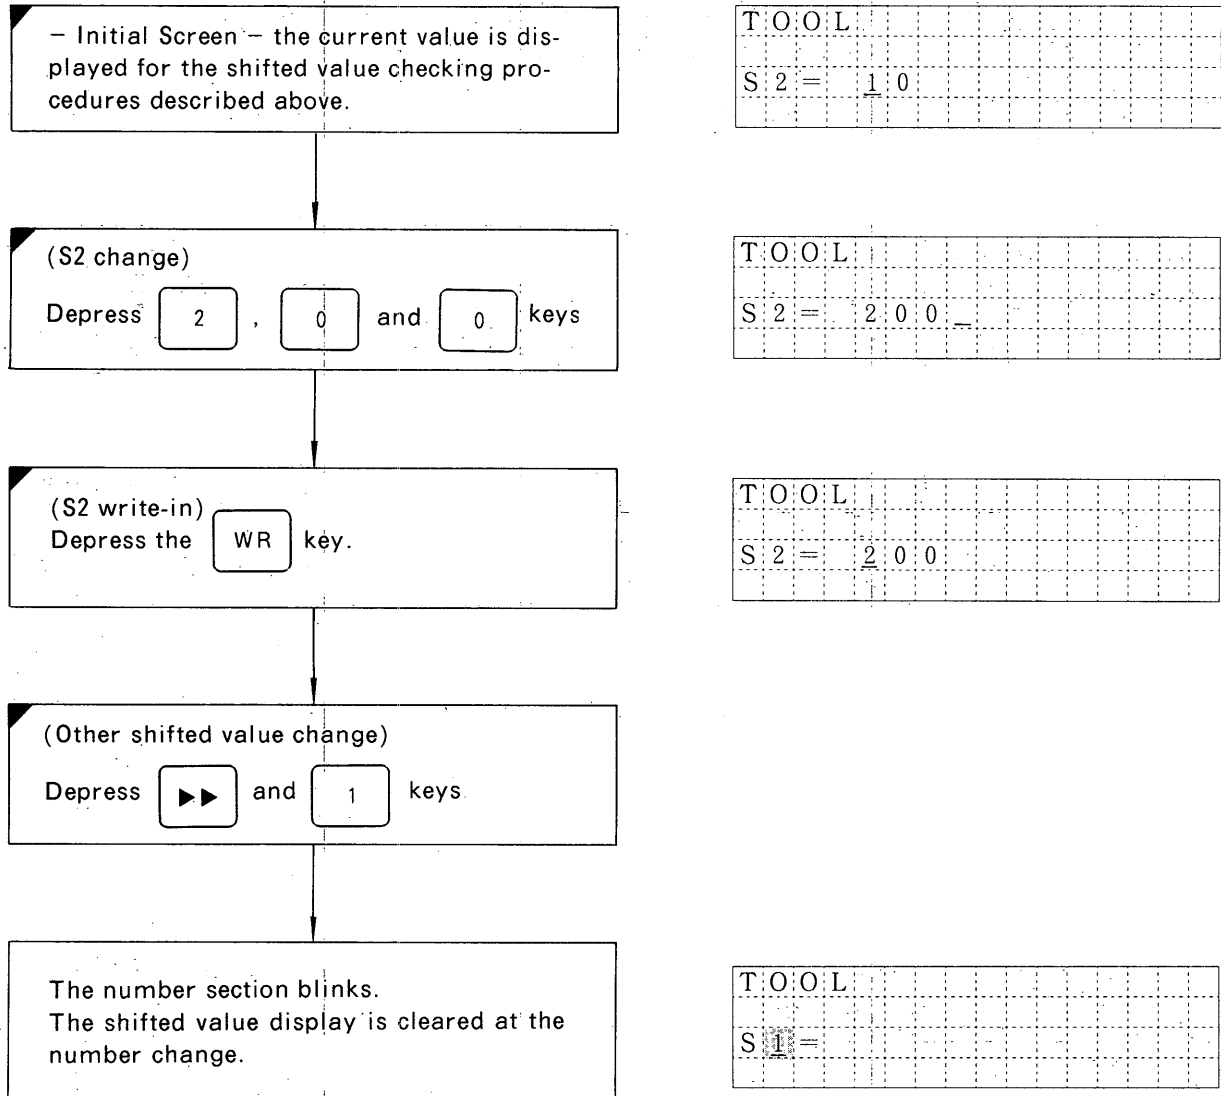 – Initial Screen – the current value is dis-
played for the shifted value checking pro-
cedures described above.
TOOL
S2= 10
(S2 change)
Depress 2 , 0 and 0 keys
TOOL
S2= 200_
(S2 write-in)
Depress the WR key.
TOOL
S2= 200
(Other shifted value change)
Depress ▶▶ and 1 keys
The number section blinks.
The shifted value display is cleared at the
number change.
TOOL
S1=